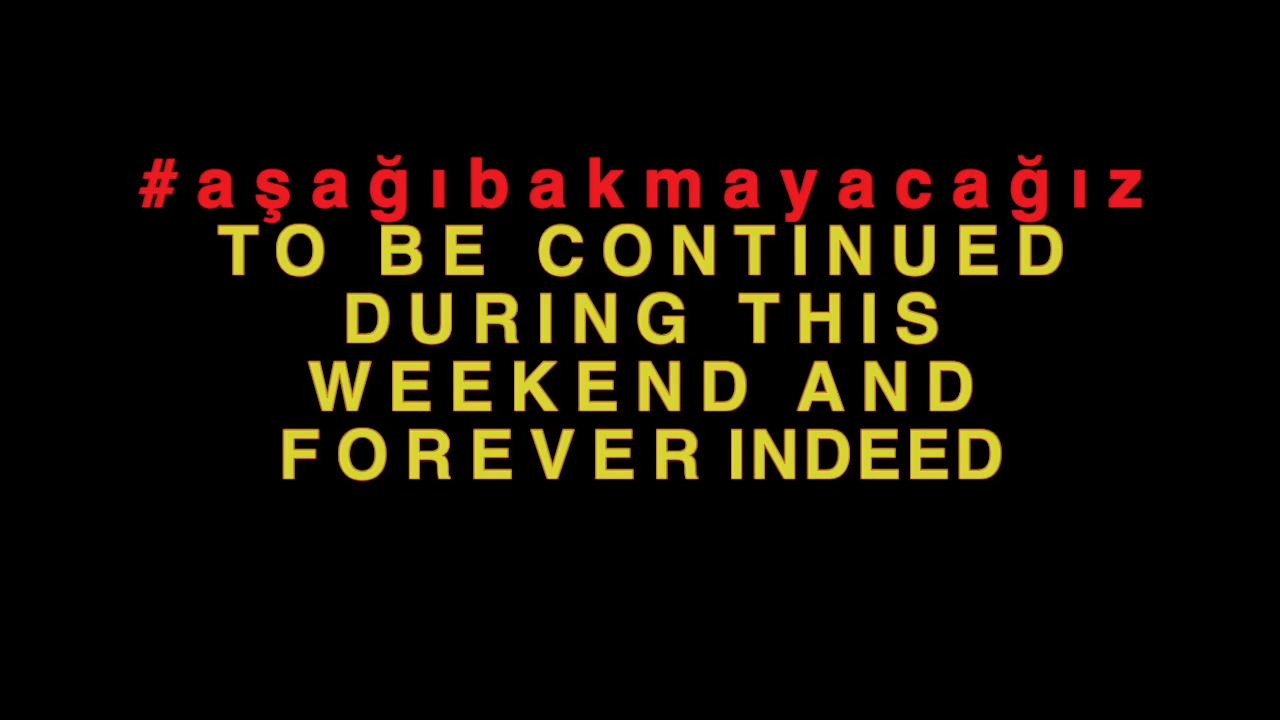 #aşağıbakmayacağız
TO BE CONTINUED
DURING THIS
WEEKEND AND
FOREVER INDEED